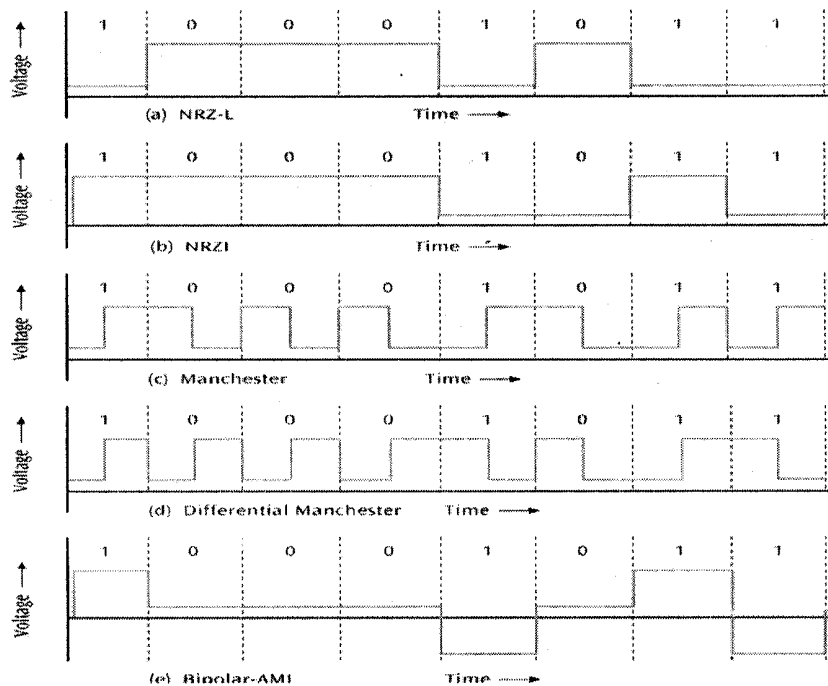 1 0 0 0 1 0 1 1
Voltage
(a) NRZ-L Time
1 0 0 0 1 0 1 1
Voltage
(b) NRZI Time
1 0 0 0 1 0 1 1
Voltage
(c) Manchester Time
1 0 0 0 1 0 1 1
Voltage
(d) Differential Manchester Time
1 0 0 0 1 0 1 1
Voltage
(e) Bipolar-AMI Time